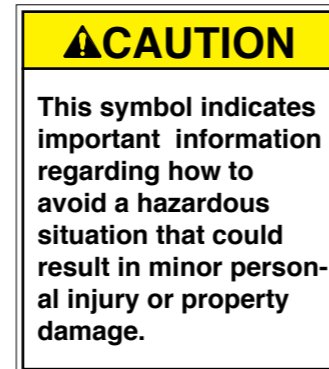 ⚠CAUTION
This symbol indicates
important  information
regarding how to
avoid a hazardous
situation that could
result in minor person-
al injury or property
damage.